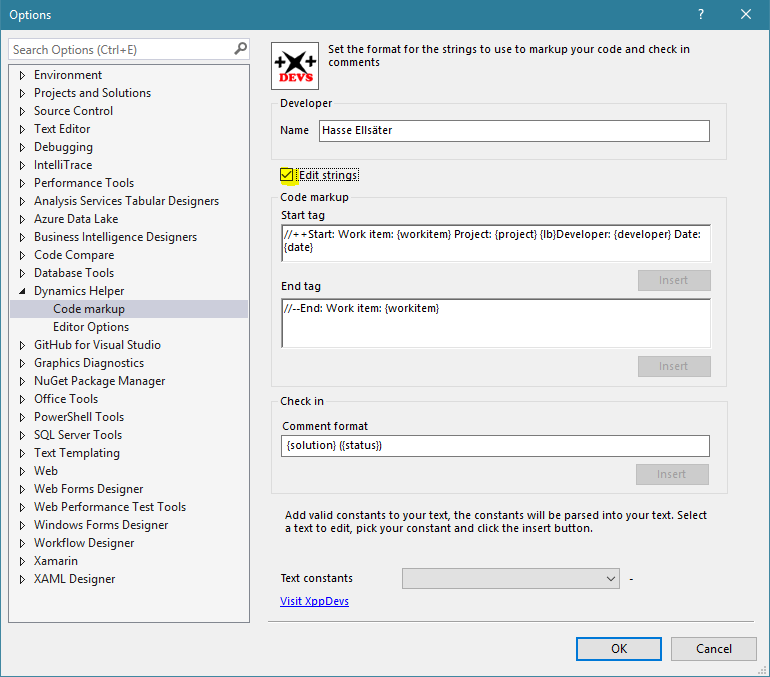 Options
?
Search Options (Ctrl+E)
Environment
Projects and Solutions
Source Control
Text Editor
Debugging
IntelliTrace
Performance Tools
Analysis Services Tabular Designers
Azure Data Lake
Business Intelligence Designers
Code Compare
Database Tools
Dynamics Helper
Code markup
Editor Options
GitHub for Visual Studio
Graphics Diagnostics
NuGet Package Manager
Office Tools
PowerShell Tools
SQL Server Tools
Text Templating
Web
Web Forms Designer
Web Performance Test Tools
Windows Forms Designer
Workflow Designer
Xamarin
XAML Designer
+X+
DEVS
Set the format for the strings to use to markup your code and check in
comments
Developer
Name
Hasse Ellsäter
Edit strings
Code markup
Start tag
//++Start: Work item: {workitem} Project: {project} {lb}Developer: {developer} Date:
{date}
Insert
End tag
//--End: Work item: {workitem}
Insert
Check in
Comment format
{solution} ({status})
Insert
Add valid constants to your text, the constants will be parsed into your text. Select
a text to edit, pick your constant and click the insert button.
Text constants
-
Visit XppDevs
OK
Cancel